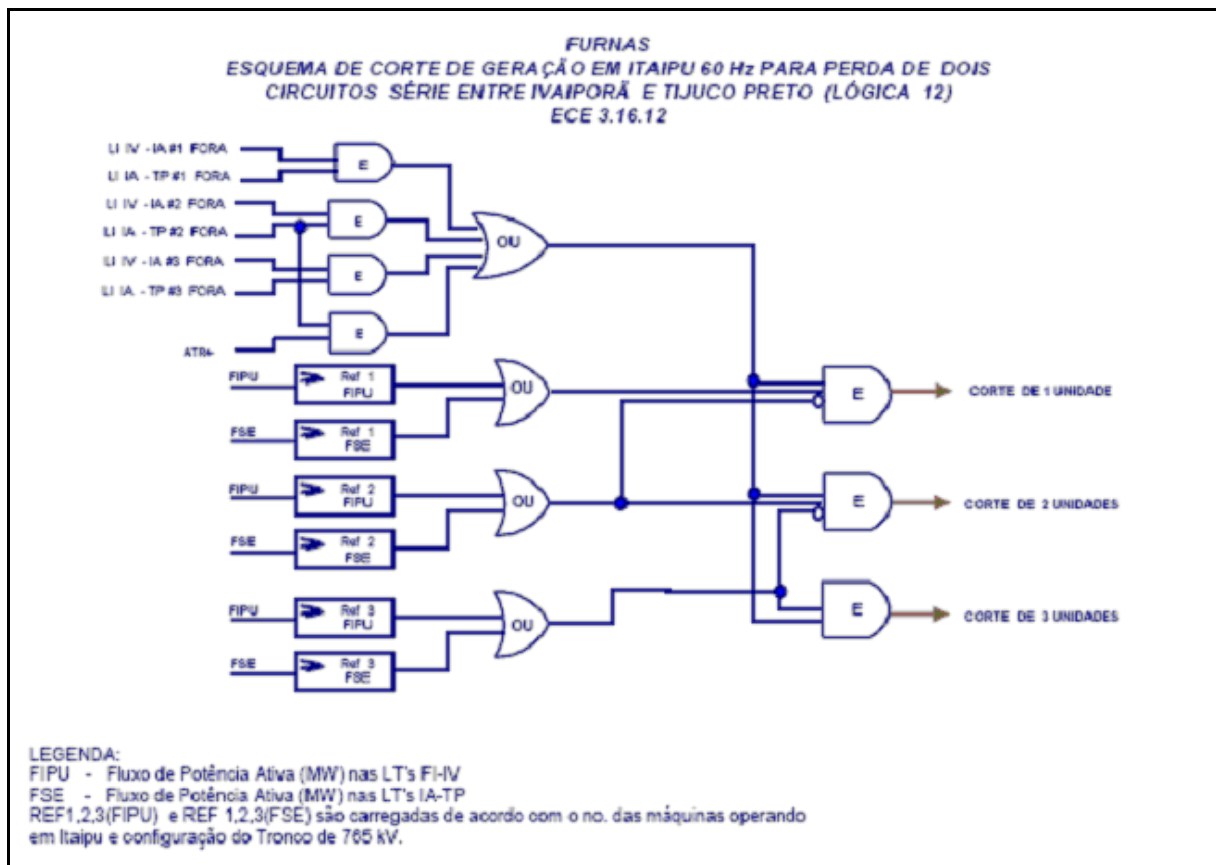 FURNAS
ESQUEMA DE CORTE DE GERAÇÃO EM ITAIPU 60 Hz PARA PERDA DE DOIS
CIRCUITOS SÉRIE ENTRE IVAIPORÃ E TIJUCO PRETO (LÓGICA 12)
ECE 3.16.12
LI IV - IA #1 FORA
LI IA - TP #1 FORA
E
LI IV - IA #2 FORA
LI IA - TP #2 FORA
E
OU
LI IV - IA #3 FORA
LI IA - TP #3 FORA
E
E
FIPU
Ref 1
FIPU
OU
E
CORTE DE 1 UNIDADE
FSE
Ref 1
FSE
FIPU
Ref 2
FIPU
OU
E
CORTE DE 2 UNIDADES
FSE
Ref 2
FSE
FIPU
Ref 3
FIPU
OU
E
CORTE DE 3 UNIDADES
FSE
Ref 3
FSE
LEGENDA:
FIPU - Fluxo de Potência Ativa (MW) nas LT's FI-IV
FSE - Fluxo de Potência Ativa (MW) nas LT's IA-TP
REF1,2,3(FIPU) e REF 1,2,3(FSE) são carregadas de acordo com o no. das máquinas operando
em Itaipu e configuração do Tronco de 765 kV.